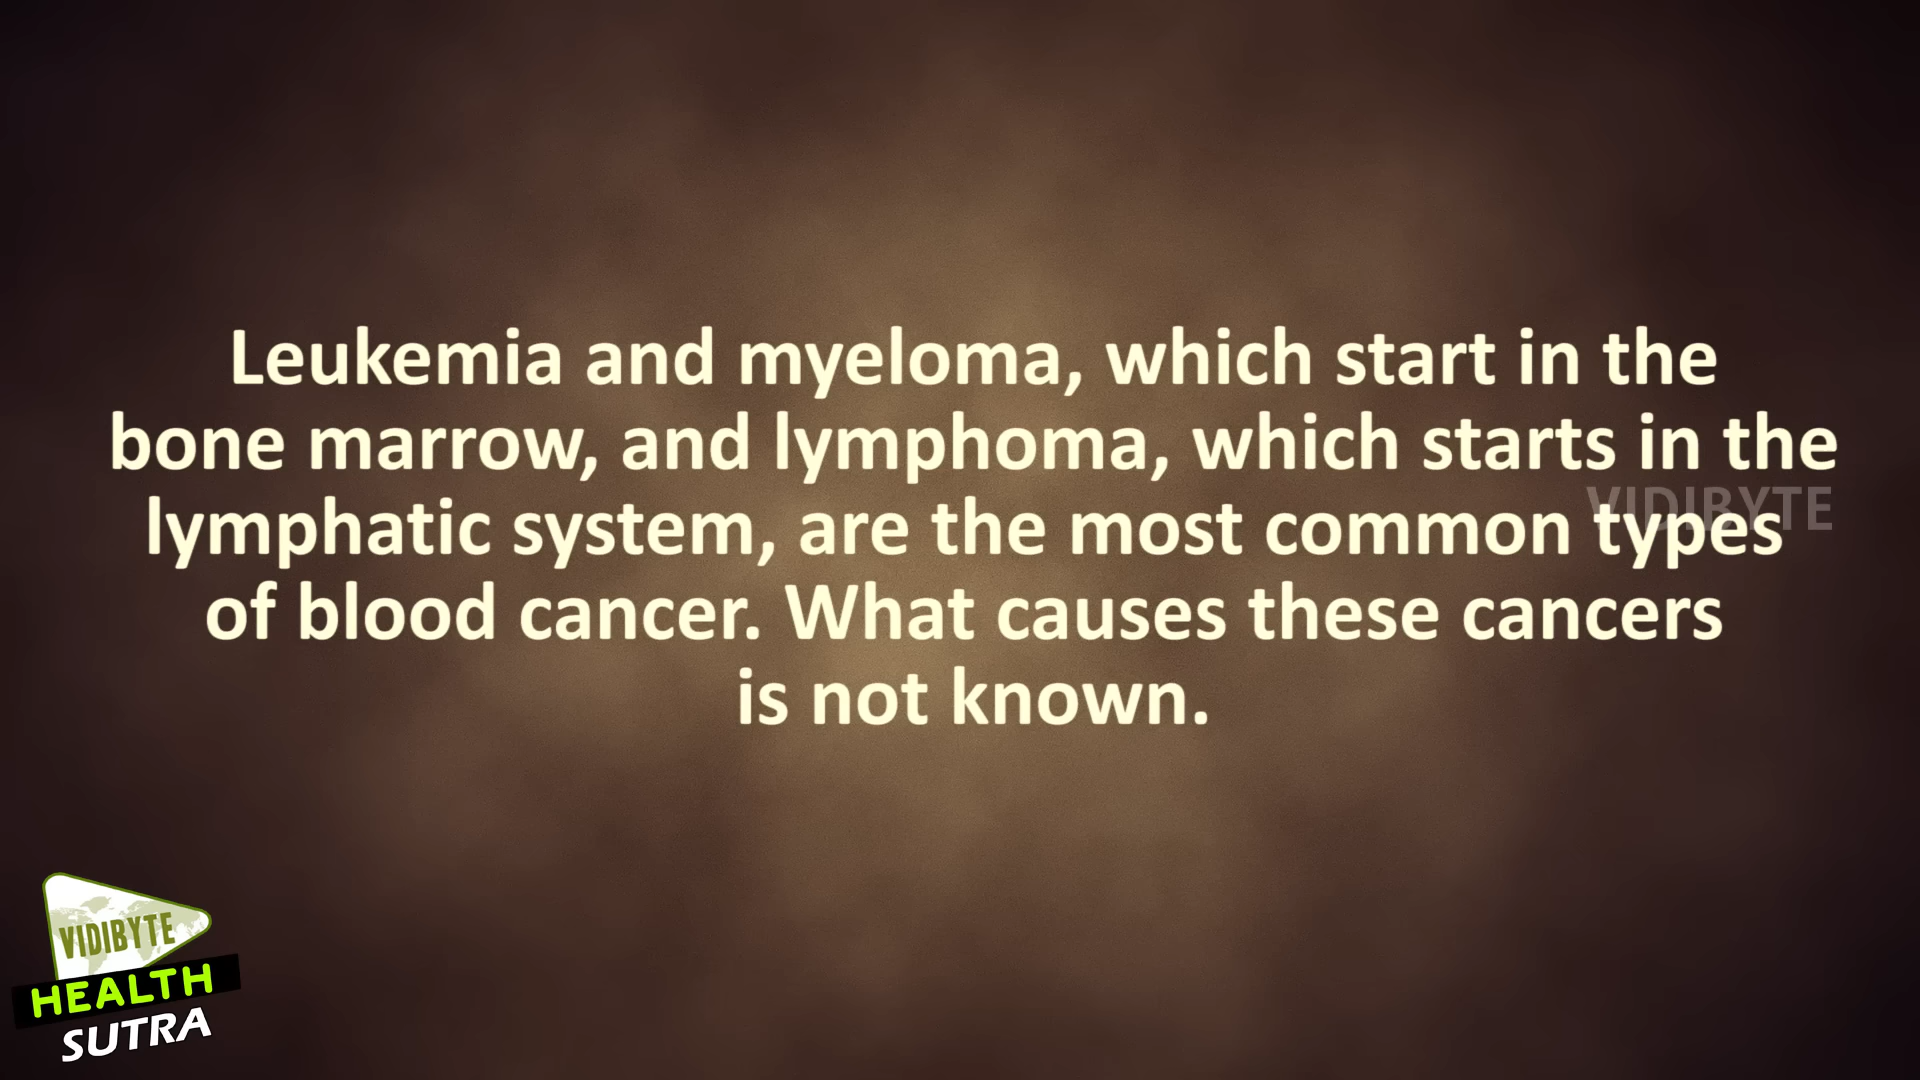 Leukemia and myeloma, which start in the
bone marrow, and lymphoma, which starts in the
lymphatic system, are the most common types
of blood cancer. What causes these cancers
is not known.
VIDIBYTE
VIDIBYTE
HEALTH
SUTRA